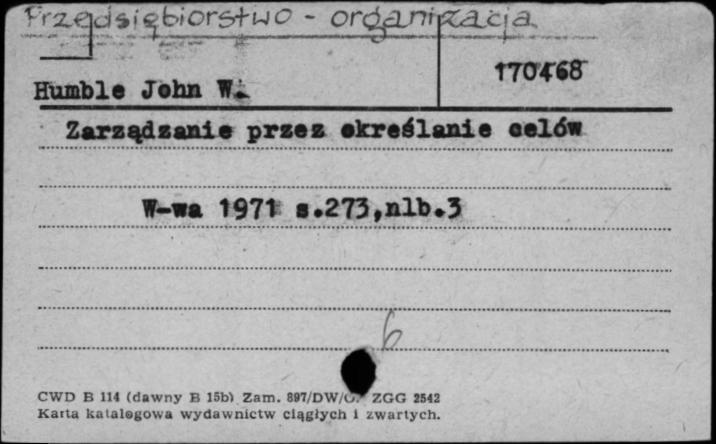 Przedsiębiorstwo - organizacja
170468
Humble John W.
Zarządzanie przez określanie celów
W-wa 1971 s.273,nlb.3
6
CWD B 114 (dawny B 15b) Zam. 897/DW/ ZGG 2542
Karta katalogowa wydawnictw ciągłych i zwartych.